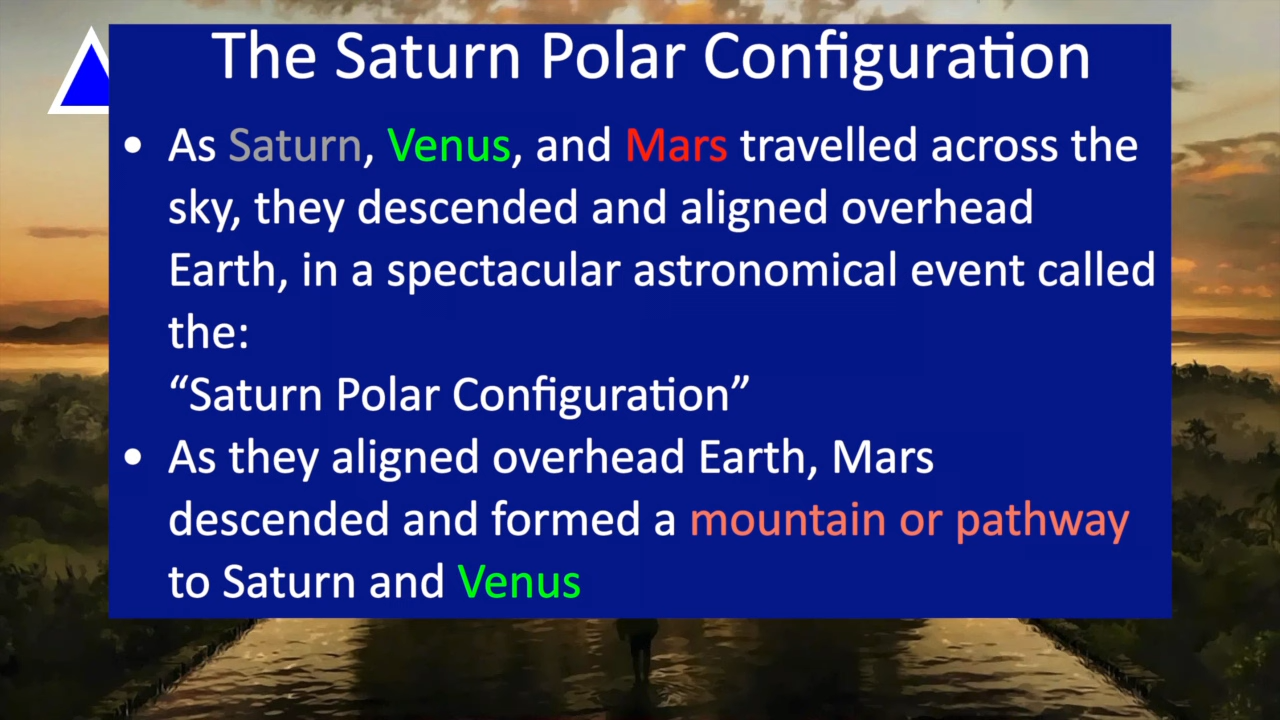 The Saturn Polar Configuration
• As Saturn, Venus, and Mars travelled across the
sky, they descended and aligned overhead
Earth, in a spectacular astronomical event called
the:
“Saturn Polar Configuration”
• As they aligned overhead Earth, Mars
descended and formed a mountain or pathway
to Saturn and Venus